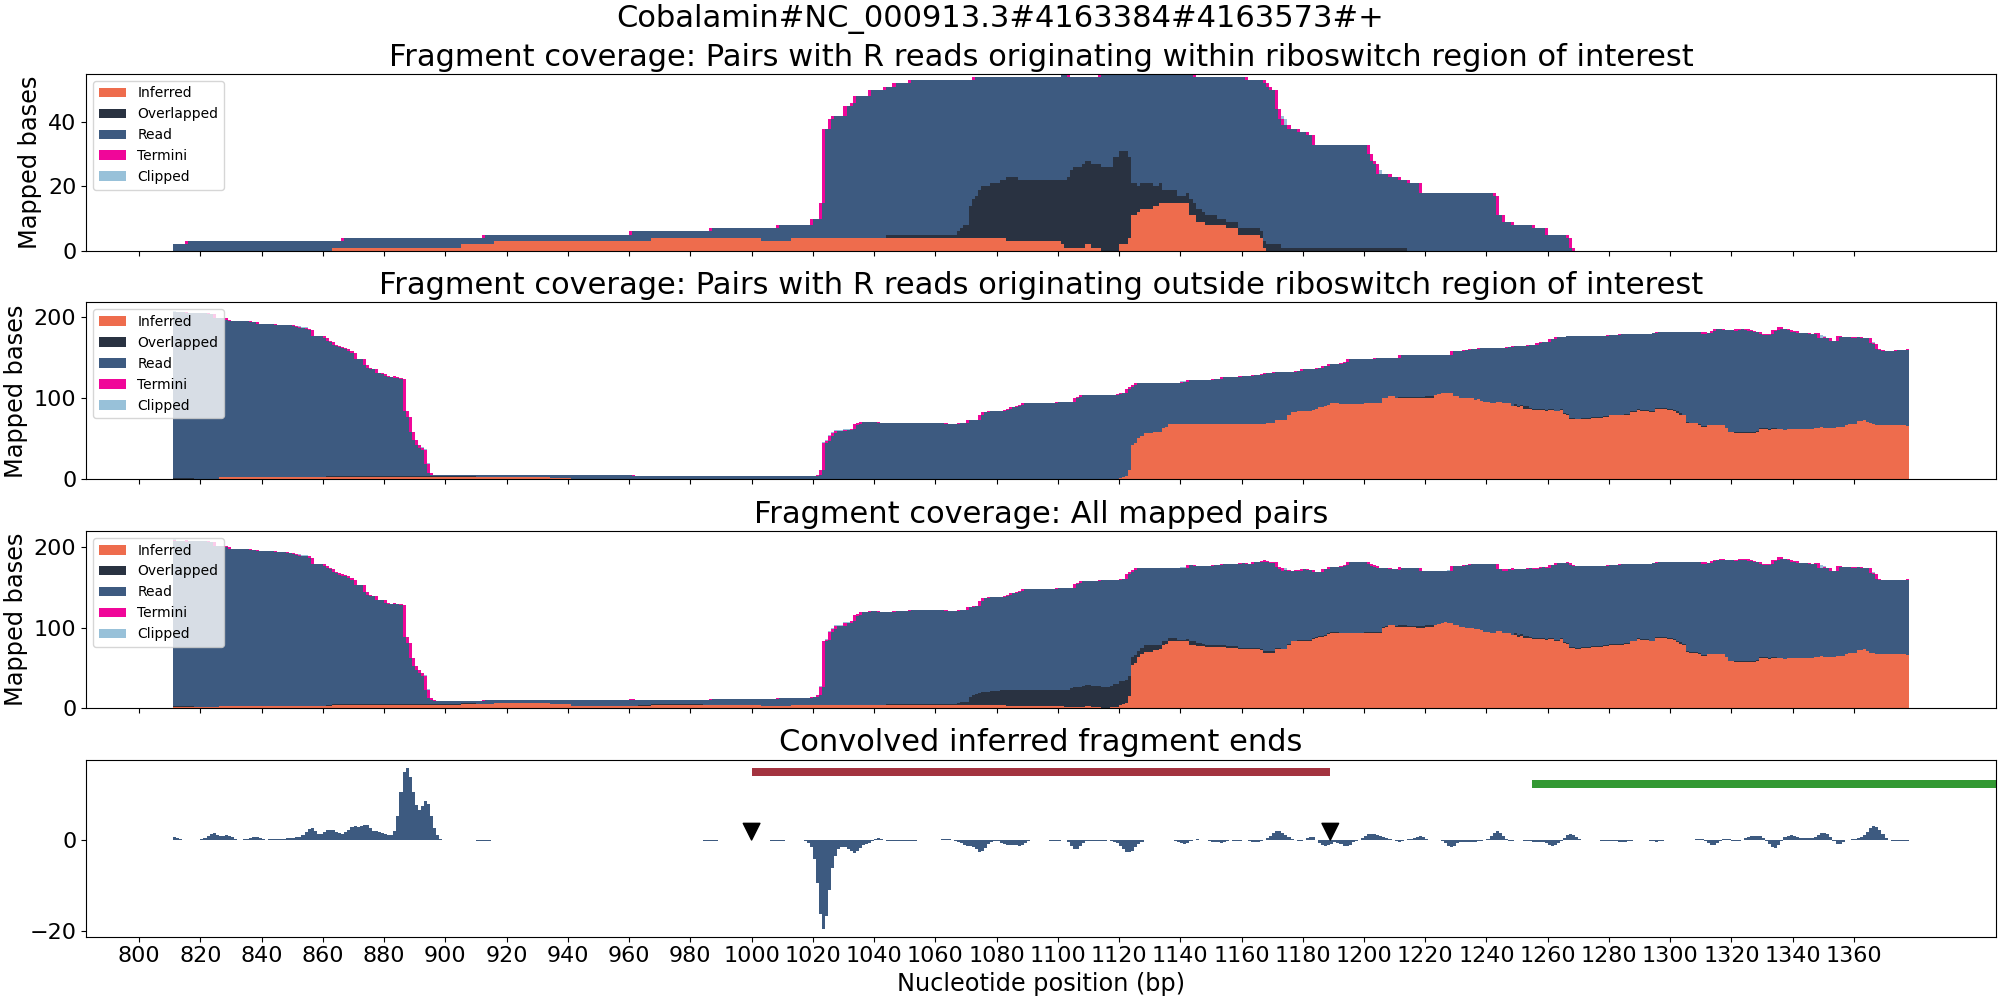 Cobalamin#NC_000913.3#4163384#4163573#+
Fragment coverage: Pairs with R reads originating within riboswitch region of interest
Mapped bases
40
20
0
Inferred
Overlapped
Read
Termini
Clipped
Fragment coverage: Pairs with R reads originating outside riboswitch region of interest
Mapped bases
200
100
0
Inferred
Overlapped
Read
Termini
Clipped
Fragment coverage: All mapped pairs
Mapped bases
200
100
0
Inferred
Overlapped
Read
Termini
Clipped
Convolved inferred fragment ends
0
−20
800 820 840 860 880 900 920 940 960 980 1000 1020 1040 1060 1080 1100 1120 1140 1160 1180 1200 1220 1240 1260 1280 1300 1320 1340 1360
Nucleotide position (bp)